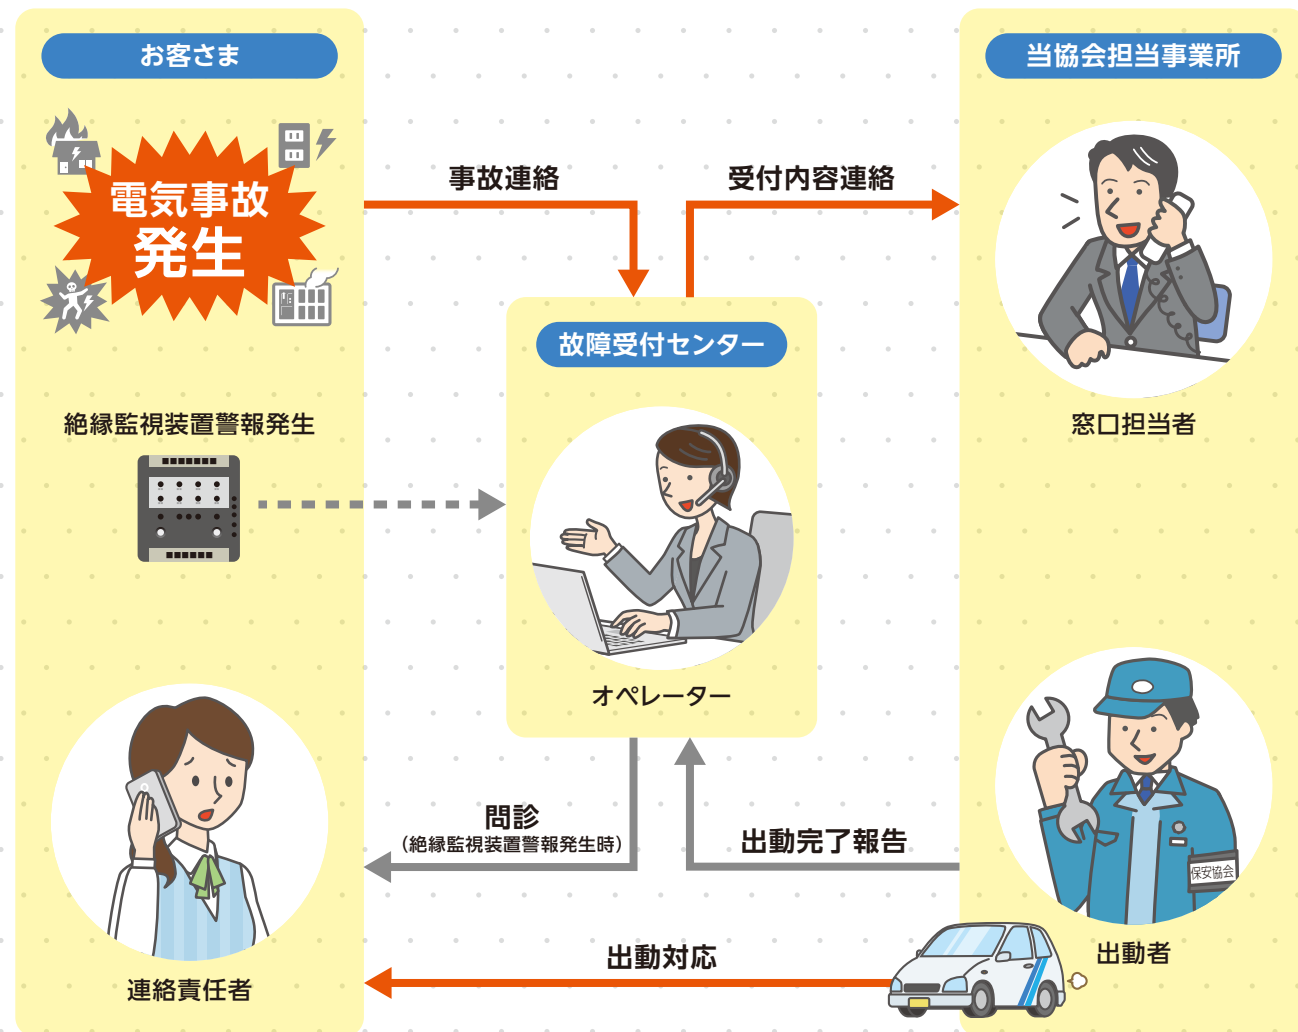 お客さま
電気事故
発生
絶縁監視装置警報発生
連絡責任者
事故連絡
受付内容連絡
故障受付センター
オペレーター
問診
（絶縁監視装置警報発生時）
出動完了報告
出動対応
当協会担当事業所
窓口担当者
保安協会
出動者